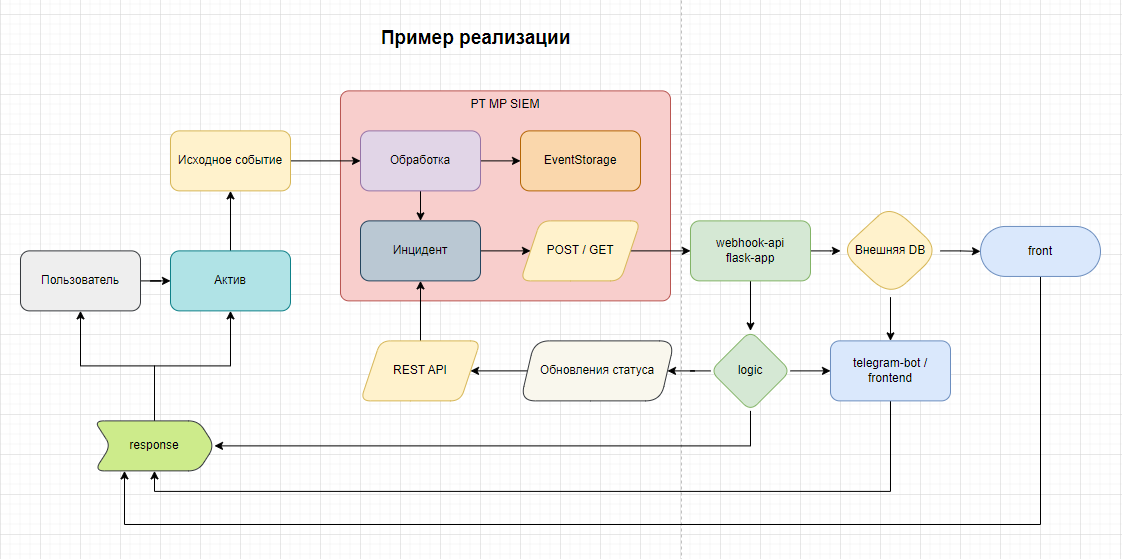 Пример реализации
PT MP SIEM
Исходное событие
Обработка
EventStorage
Пользователь
Актив
Инцидент
POST / GET
webhook-api
flask-app
Внешняя DB
front
REST API
Обновления статуса
logic
telegram-bot /
frontend
response